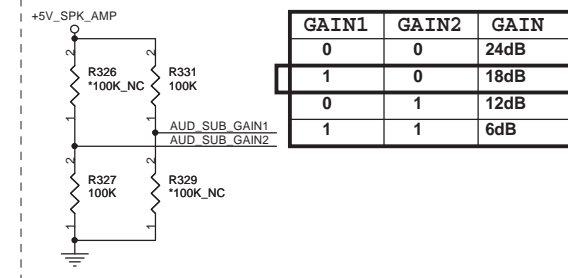 +5V_SPK_AMP
R326
*100K_NC
R331
100K
2
2
1
1
AUD_SUB_GAIN1
AUD_SUB_GAIN2
2
2
R327
100K
R329
*100K_NC
1
1
GAIN1 GAIN2 GAIN
0 0 24dB
1 0 18dB
0 1 12dB
1 1 6dB